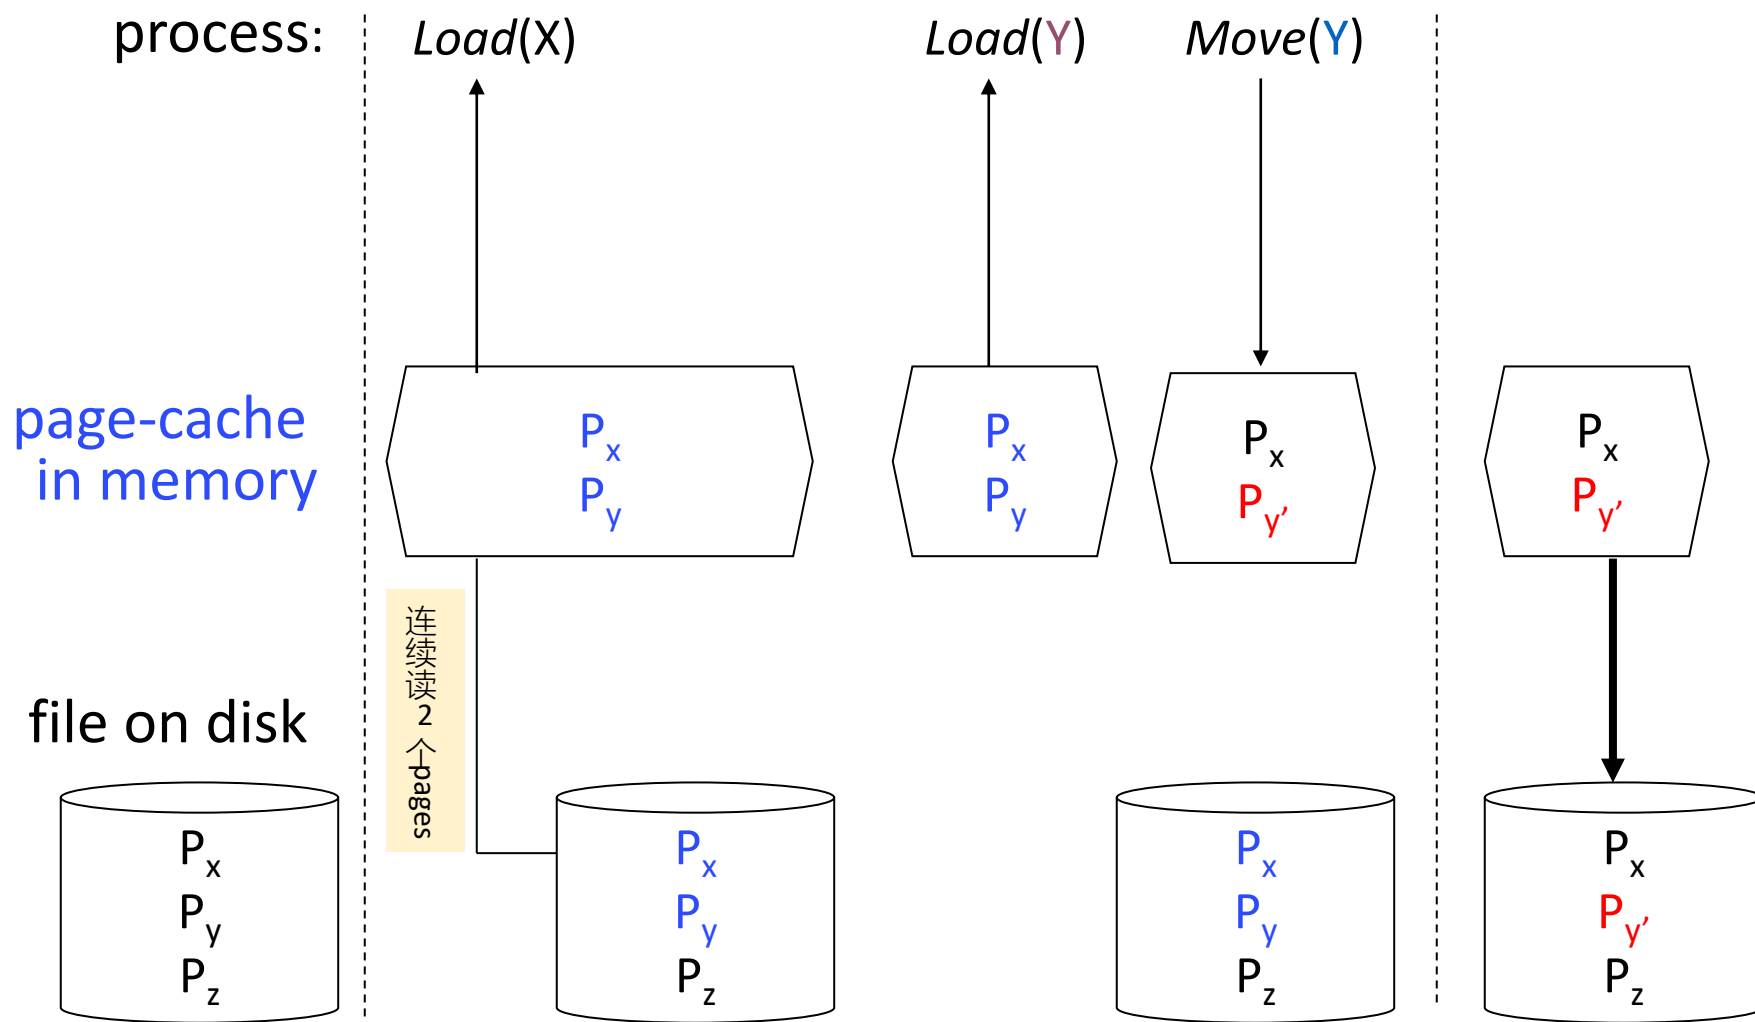 process: Load(X) Load(Y) Move(Y)
page-cache
in memory
Px Px Px Px
Py Py Py’ Py’
连续读2个pages
file on disk
Px Px Px Px
Py Py Py Py’
Pz Pz Pz Pz